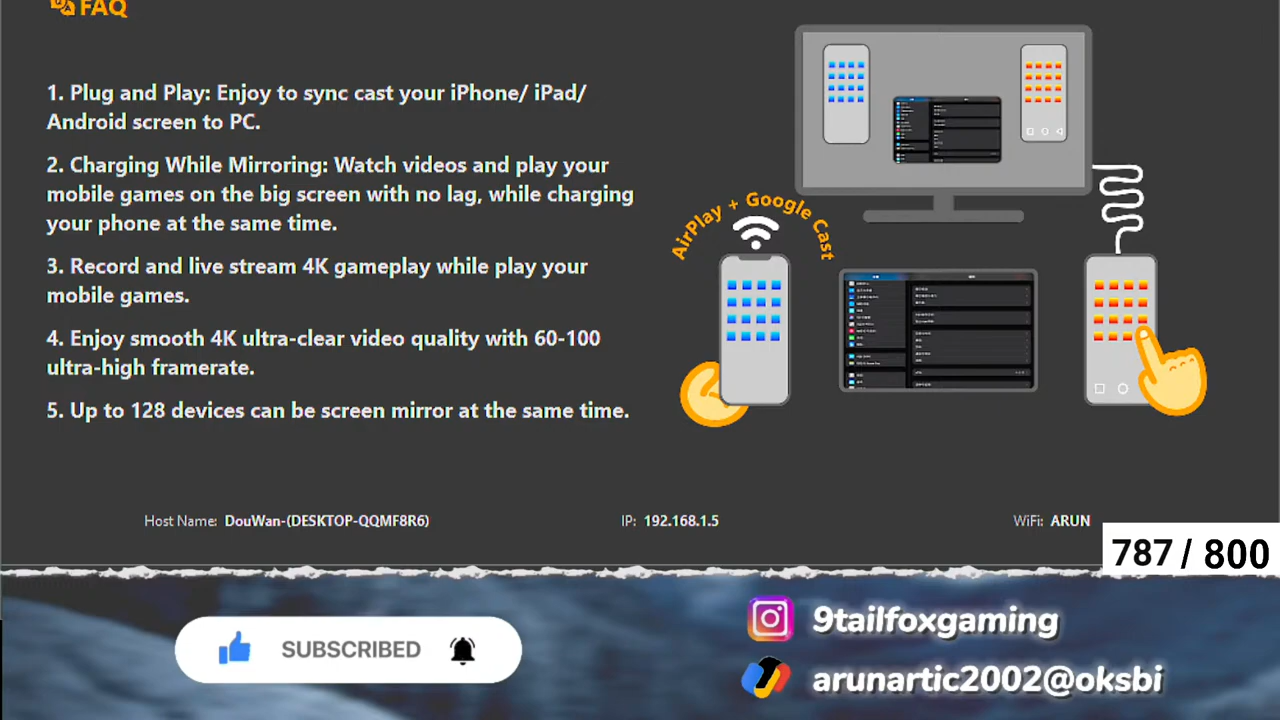 FAQ
1. Plug and Play: Enjoy to sync cast your iPhone/ iPad/
Android screen to PC.
2. Charging While Mirroring: Watch videos and play your
mobile games on the big screen with no lag, while charging
your phone at the same time.
3. Record and live stream 4K gameplay while play your
mobile games.
4. Enjoy smooth 4K ultra-clear video quality with 60-100
ultra-high framerate.
5. Up to 128 devices can be screen mirror at the same time.
AirPlay + Google Cast
Host Name: DouWan-(DESKTOP-QQMF8R6)
IP: 192.168.1.5
WiFi: ARUN
787 / 800
SUBSCRIBED
9tailfoxgaming
arunartic2002@oksbi